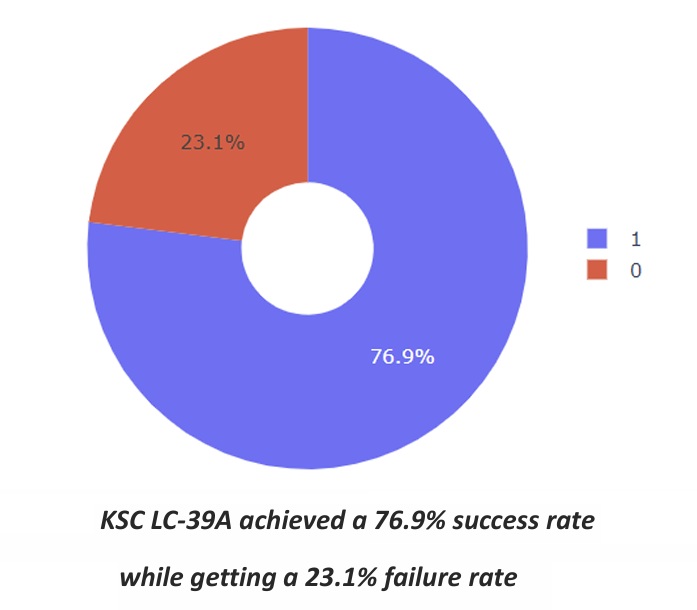 23.1%
1
0
76.9%
KSC LC-39A achieved a 76.9% success rate
while getting a 23.1% failure rate